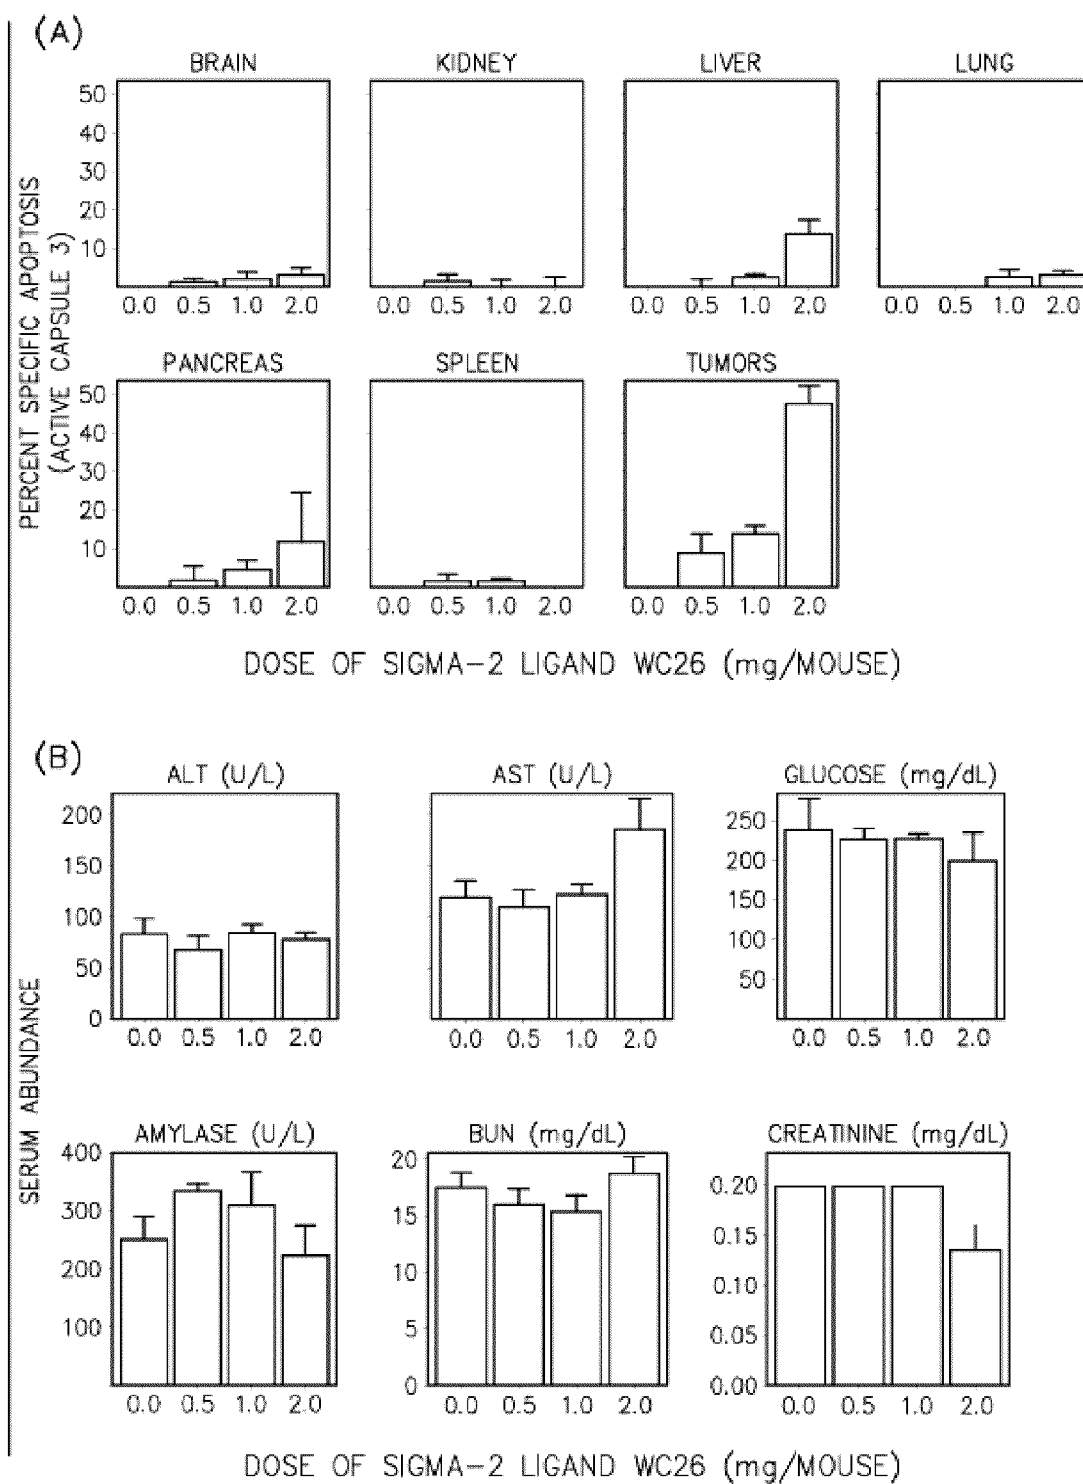 (A)
PERCENT SPECIFIC APOPTOSIS
(ACTIVE CAPSULE 3)
BRAIN
50
40
30
20
10
0.0 0.5 1.0 2.0
KIDNEY
0.0 0.5 1.0 2.0
LIVER
0.0 0.5 1.0 2.0
LUNG
0.0 0.5 1.0 2.0
PANCREAS
50
40
30
20
10
0.0 0.5 1.0 2.0
SPLEEN
0.0 0.5 1.0 2.0
TUMORS
0.0 0.5 1.0 2.0
DOSE OF SIGMA-2 LIGAND WC26 (mg/MOUSE)
(B)
SERUM ABUNDANCE
ALT (U/L)
200
150
100
50
0
0.0 0.5 1.0 2.0
AST (U/L)
0.0 0.5 1.0 2.0
GLUCOSE (mg/dL)
250
200
150
100
50
0.0 0.5 1.0 2.0
AMYLASE (U/L)
400
300
200
100
0.0 0.5 1.0 2.0
BUN (mg/dL)
20
15
10
5
0
0.0 0.5 1.0 2.0
CREATININE (mg/dL)
0.20
0.15
0.10
0.05
0.00
0.0 0.5 1.0 2.0
DOSE OF SIGMA-2 LIGAND WC26 (mg/MOUSE)